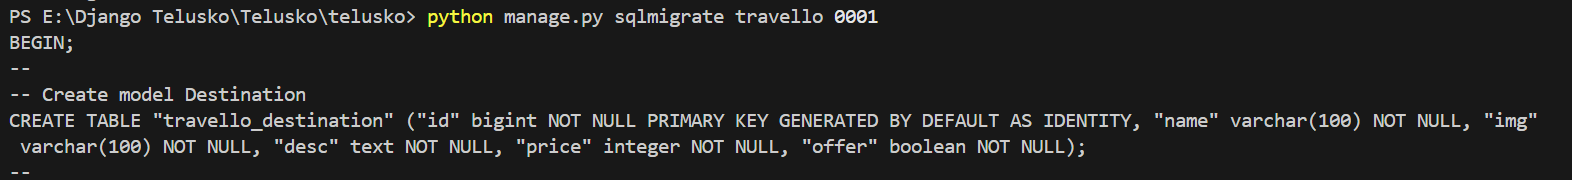 PS E:\Django Telusko\Telusko\telusko> python manage.py sqlmigrate travello 0001
BEGIN;
--
-- Create model Destination
CREATE TABLE "travello_destination" ("id" bigint NOT NULL PRIMARY KEY GENERATED BY DEFAULT AS IDENTITY, "name" varchar(100) NOT NULL, "img"
 varchar(100) NOT NULL, "desc" text NOT NULL, "price" integer NOT NULL, "offer" boolean NOT NULL);
--